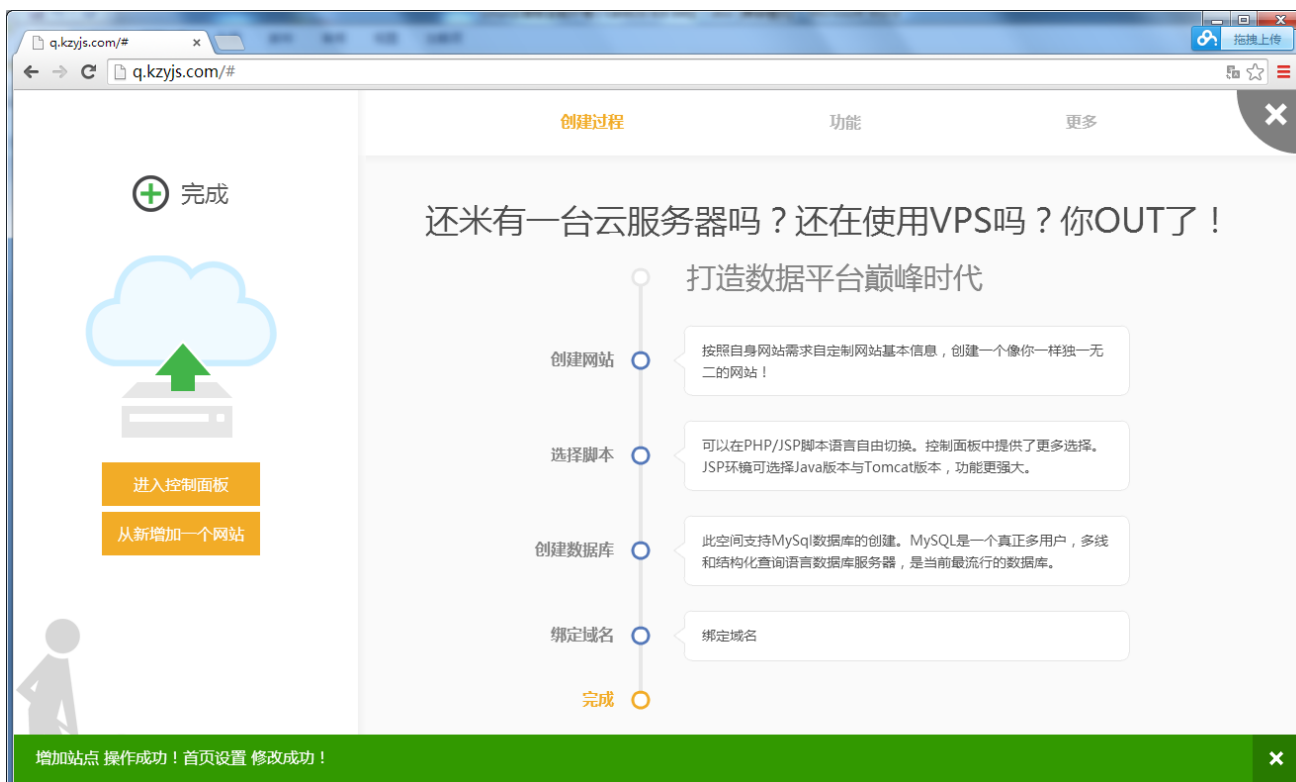 q.kzyjs.com/#
拖拽上传
q.kzyjs.com/#
创建过程
功能
更多
完成
还米有一台云服务器吗？还在使用VPS吗？你OUT了！
打造数据平台巅峰时代
创建网站
按照自身网站需求自定制网站基本信息，创建一个像你一样独一无
二的网站！
选择脚本
可以在PHP/JSP脚本语言自由切换。控制面板中提供了更多选择。
JSP环境可选择Java版本与Tomcat版本，功能更强大。
进入控制面板
从新增加一个网站
创建数据库
此空间支持MySql数据库的创建。MySQL是一个真正多用户，多线
和结构化查询语言数据库服务器，是当前最流行的数据库。
绑定域名
绑定域名
完成
增加站点 操作成功！首页设置 修改成功！